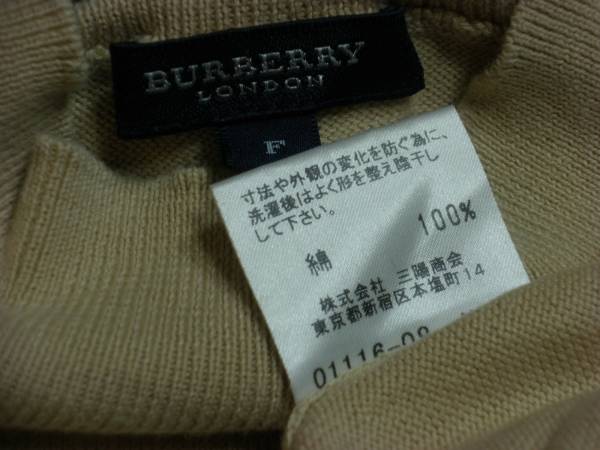 BURBERRY
LONDON
F
寸法や外観の変化を防ぐ為に、
洗濯後はよく形を整え陰干し
して下さい。
綿 100%
株式会社 三陽商会
東京都新宿区本塩町14
01116-08